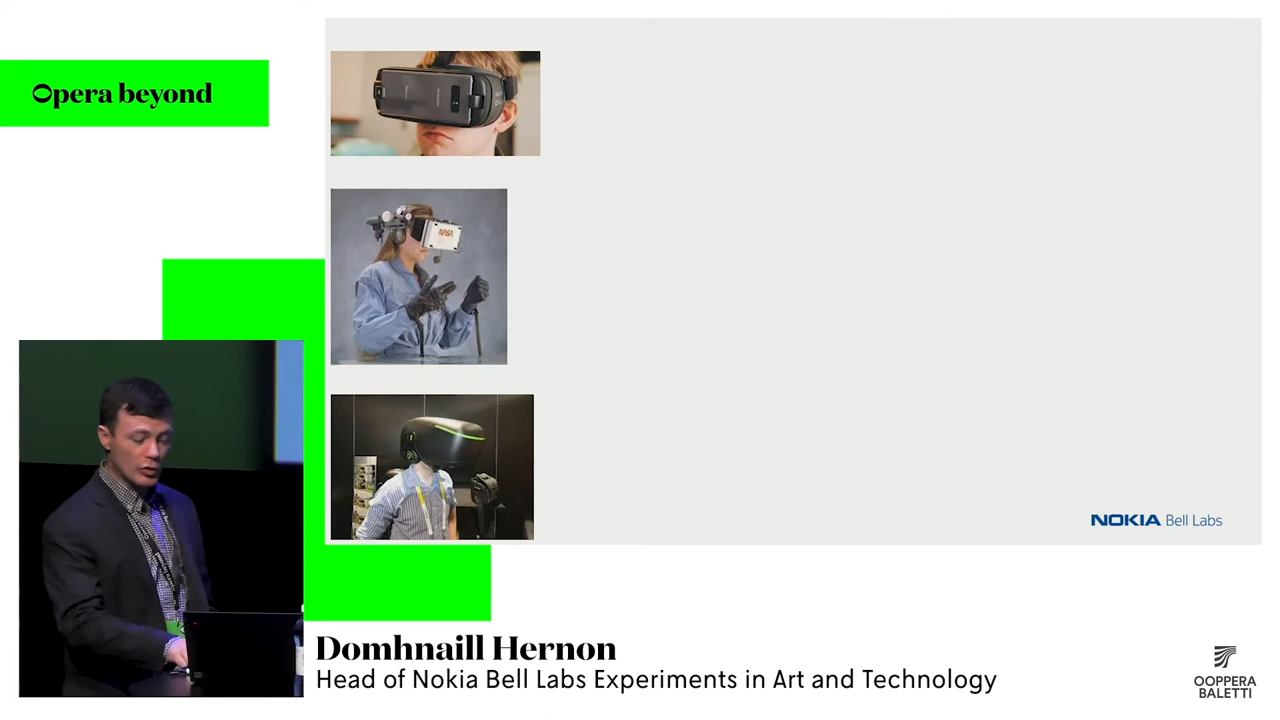 Opera beyond
NASA
NOKIA Bell Labs
Domhnaill Hernon
Head of Nokia Bell Labs Experiments in Art and Technology
OOPPERA
BALETTI